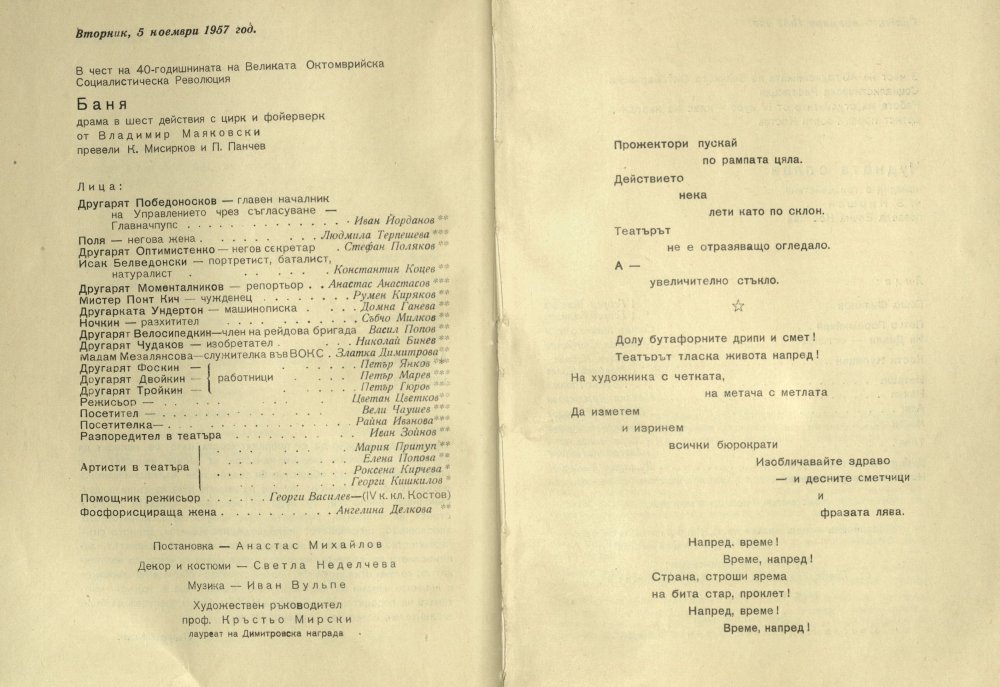 Вторник, 5 ноември 1957 год.
В чест на 40-годишнината на Великата Октомврийска
Социалистическа Революция
Баня
драма в шест действия с цирк и фойерверк
от Владимир Маяковски
превели К. Мисирков и П. Панчев
Лица:
Другарят Победоносков — главен началник
на Управлението чрез съгласуване —
Главначпупс . . . . . . . . . . . . Иван Йорданов**
Поля — негова жена . . . . . . . . . Людмила Терпешева***
Другарят Оптимистенко — негов секретар . Стефан Поляков**
Исак Белведонски — портретист, баталист,
натуралист . . . . . . . . Константин Коцев**
Другарят Моменталников — репортьор . . Анастас Анастасов***
Мистер Понт Кич — чужденец . . . . . . . Румен Киряков**
Другарката Ундертон — машинописка . . . . Домна Ганева**
Ночкин — разхитител . . . . . . . . . Събчо Милков**
Другарят Велосипедкин — член на рейдова бригада Васил Попов**
Другарят Чудаков — изобретател . . . . . Николай Бинев**
Мадам Мезалянсова — служителка във ВОКС . Златка Димитрова**
Другарят Фоскин — Петър Янков**
Другарят Двойкин — работници . . . . . Петър Марев**
Другарят Тройкин — Петър Гюров**
Режисьор — . . . . . . . . . . Цветан Цветков**
Посетител — . . . . . . . . . . Вели Чаушев**
Посетителка — . . . . . . . . . Райна Иванова***
Разпоредител в театъра . . . . . . . . Иван Зойнов**
Мария Притуп**
Елена Попова**
Артисти в театъра Роксена Кирчева*
Георги Кишкилов*
Помощник режисьор . . . . . Георги Василев—(IV к. кл. Костов)
Фосфорисцираща жена . . . . . . . Ангелина Делкова**
Постановка — Анастас Михайлов
Декор и костюми — Светла Неделчева
Музика — Иван Вульпе
Художествен ръководител
проф. Кръстьо Мирски
лауреат на Димитровска награда
Прожектори пускай
по рампата цяла.
Действието
нека
лети като по склон.
Театърът
не е отразяващо огледало.
А —
увеличително стъкло.
☆
Долу бутафорните дрипи и смет!
Театърът тласка живота напред!
На художника с четката,
на метача с метлата
Да изметем
и изринем
всички бюрократи
Изобличавайте здраво
— и десните сметчици
и
фразата лява.
Напред, време!
Време, напред!
Страна, строши ярема
на бита стар, проклет!
Напред, време!
Време, напред!